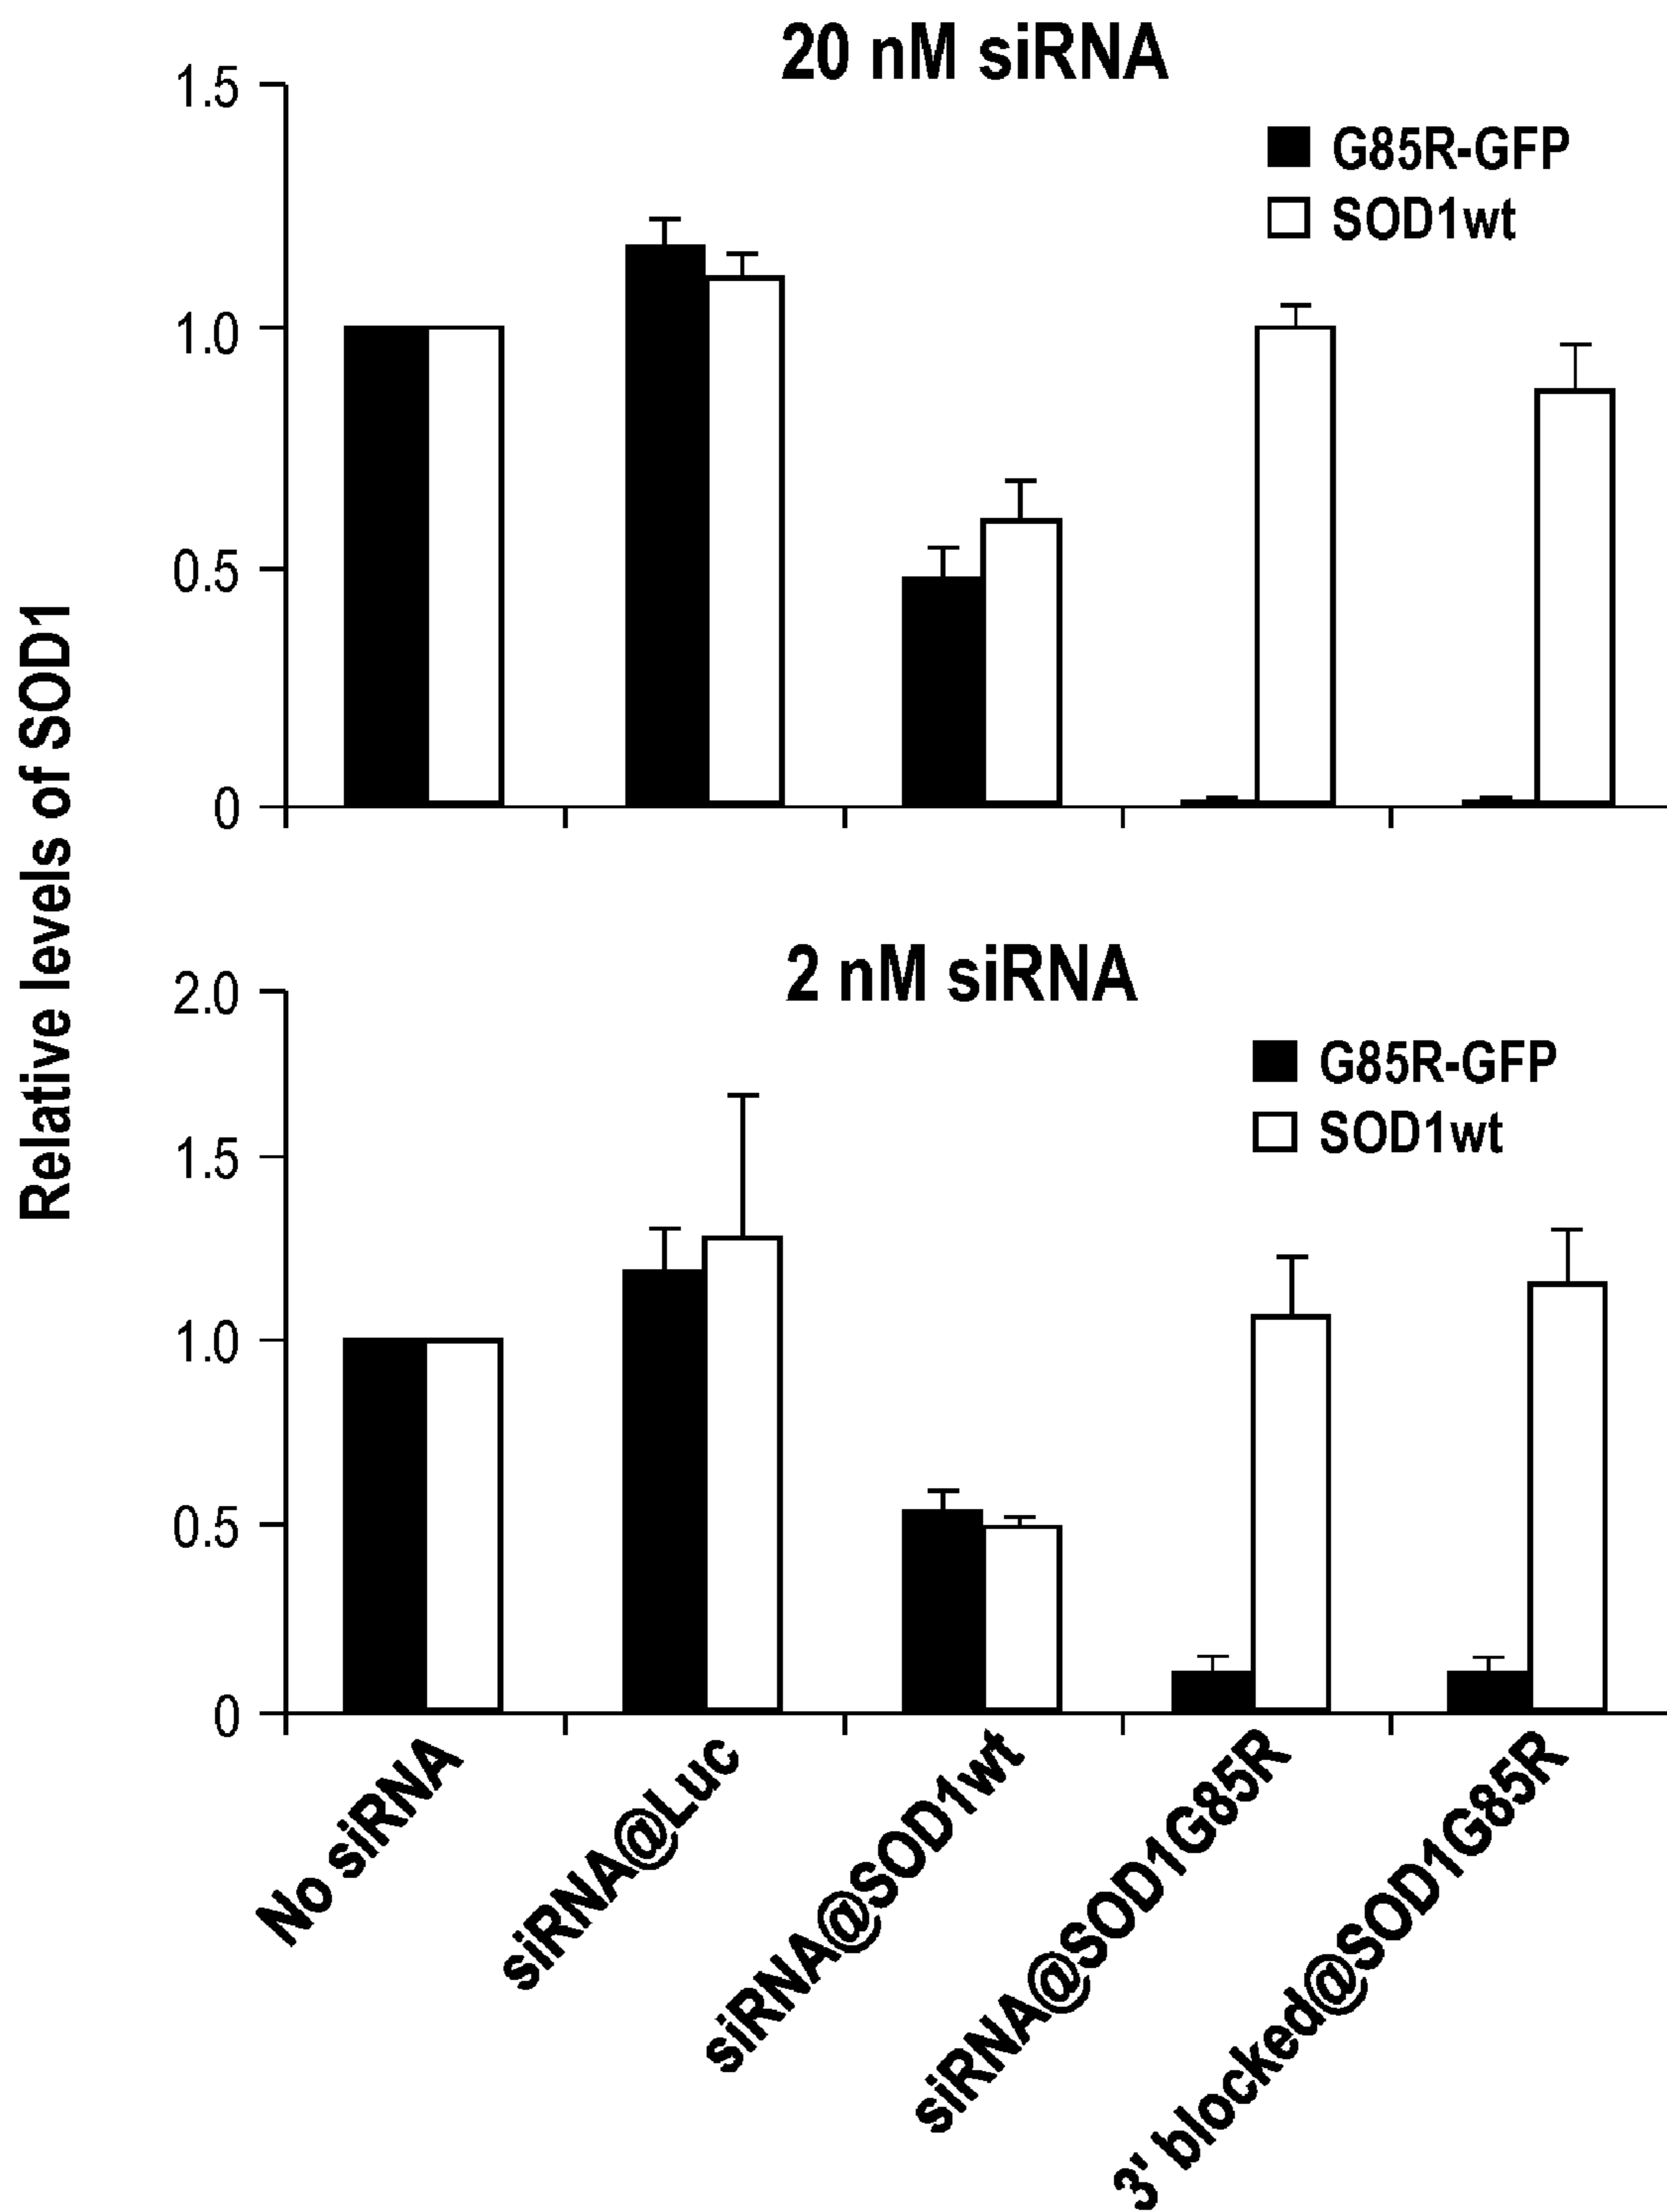 20 nM siRNA
1.5
G85R-GFP
SOD1wt
1.0
0.5
0
Relative levels of SOD1
2 nM siRNA
2.0
G85R-GFP
SOD1wt
1.5
1.0
0.5
0
No siRNA
siRNA@Luc
siRNA@SOD1wt
siRNA@SOD1G85R
3' blocked@SOD1G85R